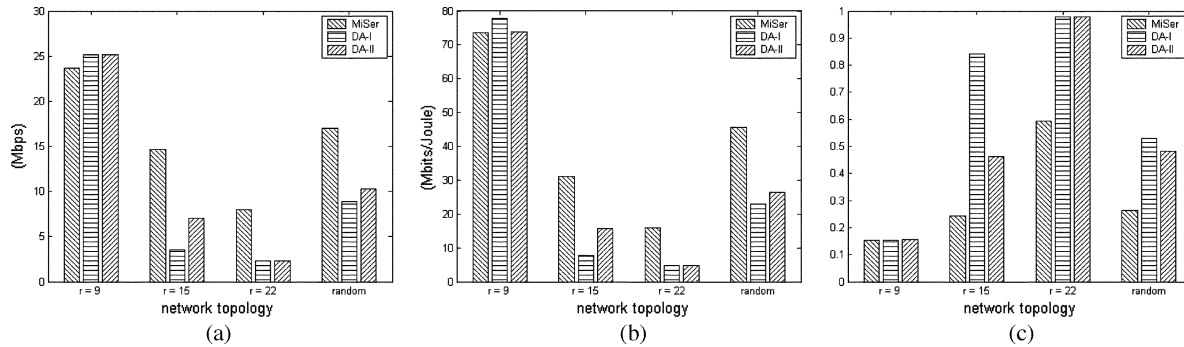 30
25
20
15
10
5
0
(Mbps)
MiSer
DA-I
DA-II
r = 9
r = 15
r = 22
random
network topology
(a)
80
70
60
50
40
30
20
10
0
(Mbits/Joule)
MiSer
DA-I
DA-II
r = 9
r = 15
r = 22
random
network topology
(b)
1
0.9
0.8
0.7
0.6
0.5
0.4
0.3
0.2
0.1
0
MiSer
DA-I
DA-II
r = 9
r = 15
r = 22
random
network topology
(c)